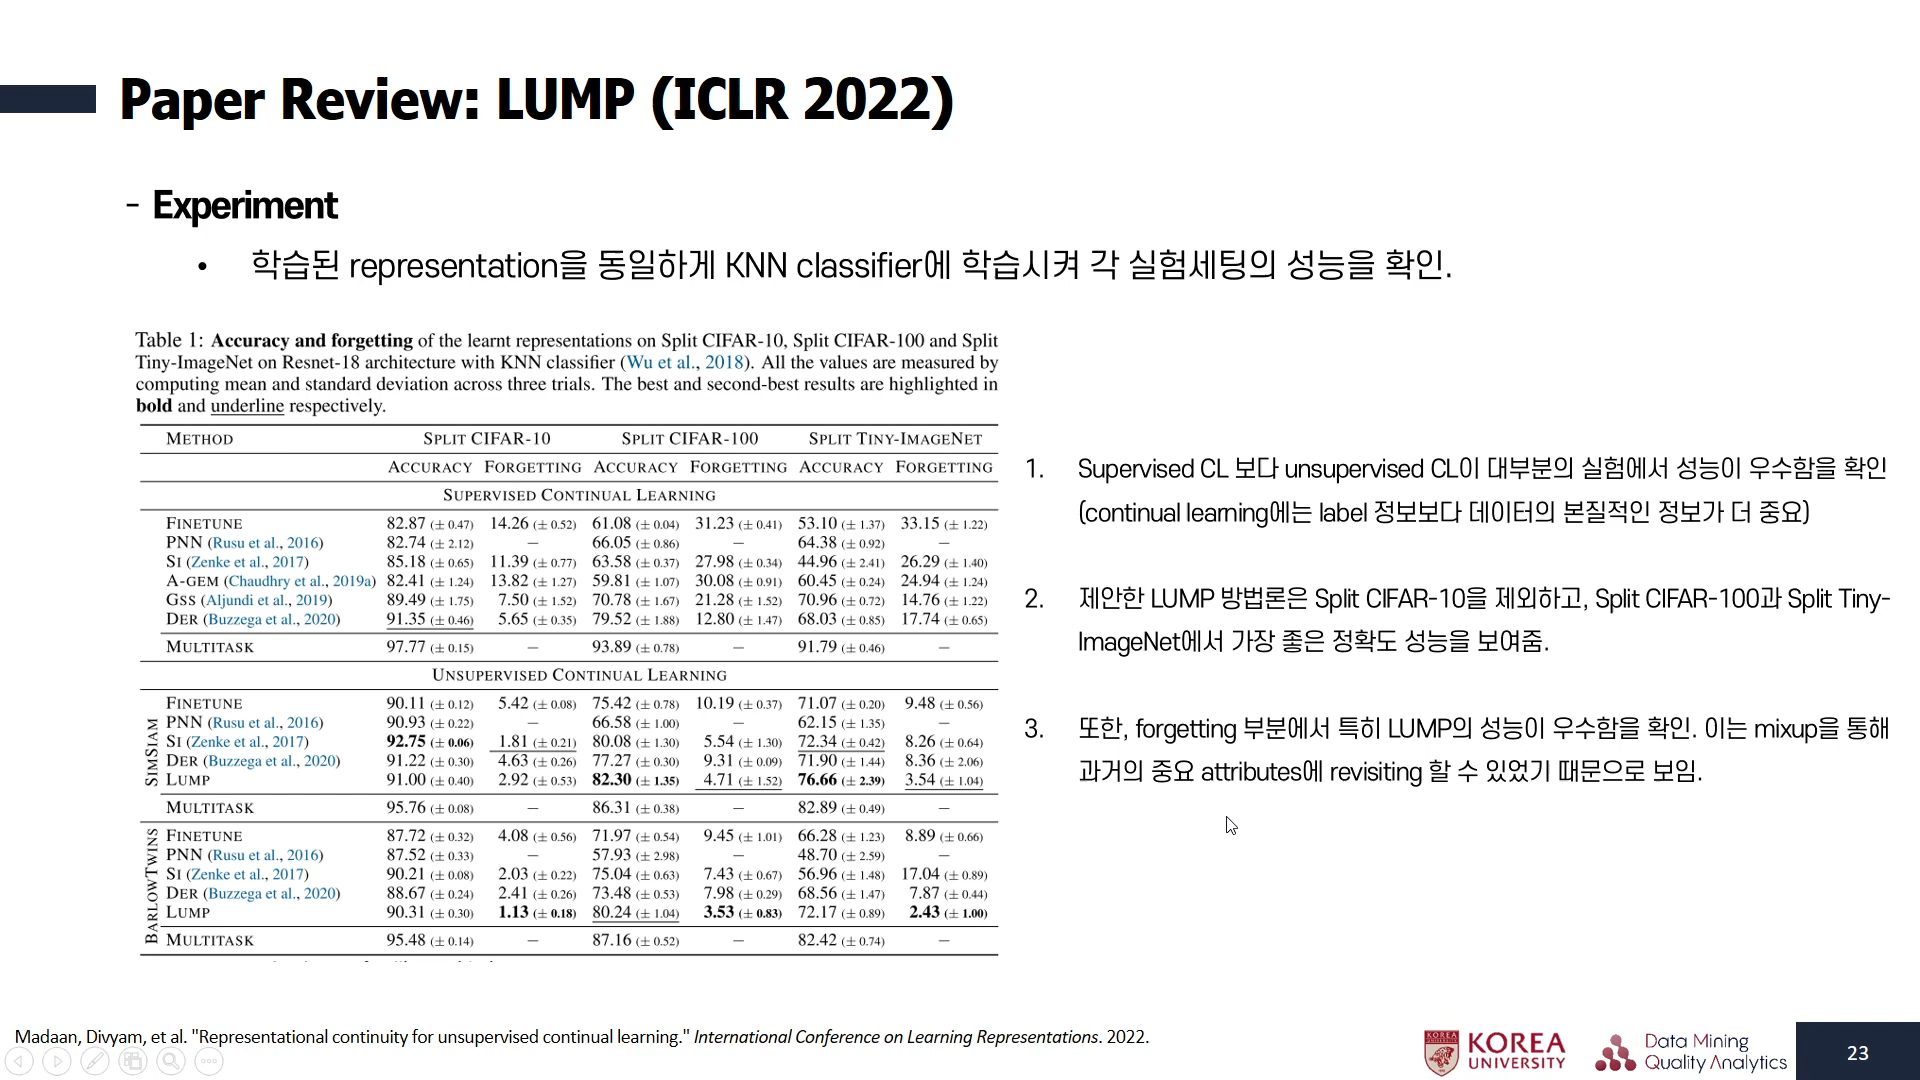 Paper Review: LUMP (ICLR 2022)
- Experiment
• 학습된 representation을 동일하게 KNN classifier에 학습시켜 각 실험세팅의 성능을 확인.
Table 1: Accuracy and forgetting of the learnt representations on Split CIFAR-10, Split CIFAR-100 and Split
Tiny-ImageNet on Resnet-18 architecture with KNN classifier (Wu et al., 2018). All the values are measured by
computing mean and standard deviation across three trials. The best and second-best results are highlighted in
bold and underline respectively.
METHOD SPLIT CIFAR-10 SPLIT CIFAR-100 SPLIT TINY-IMAGENET
ACCURACY FORGETTING ACCURACY FORGETTING ACCURACY FORGETTING
SUPERVISED CONTINUAL LEARNING
FINETUNE 82.87 (± 0.47) 14.26 (± 0.52) 61.08 (± 0.04) 31.23 (± 0.41) 53.10 (± 1.37) 33.15 (± 1.22)
PNN (Rusu et al., 2016) 82.74 (± 2.12) – 66.05 (± 0.86) – 64.38 (± 0.92) –
SI (Zenke et al., 2017) 85.18 (± 0.65) 11.39 (± 0.77) 63.58 (± 0.37) 27.98 (± 0.34) 44.96 (± 2.41) 26.29 (± 1.40)
A-GEM (Chaudhry et al., 2019a) 82.41 (± 1.24) 13.82 (± 1.27) 59.81 (± 1.07) 30.08 (± 0.91) 60.45 (± 0.24) 24.94 (± 1.24)
GSS (Aljundi et al., 2019) 89.49 (± 1.75) 7.50 (± 1.52) 70.78 (± 1.67) 21.28 (± 1.52) 70.96 (± 0.72) 14.76 (± 1.22)
DER (Buzzega et al., 2020) 91.35 (± 0.46) 5.65 (± 0.35) 79.52 (± 1.88) 12.80 (± 1.47) 68.03 (± 0.85) 17.74 (± 0.65)
MULTITASK 97.77 (± 0.15) – 93.89 (± 0.78) – 91.79 (± 0.46) –
UNSUPERVISED CONTINUAL LEARNING
SIMSIAM
FINETUNE 90.11 (± 0.12) 5.42 (± 0.08) 75.42 (± 0.78) 10.19 (± 0.37) 71.07 (± 0.20) 9.48 (± 0.56)
PNN (Rusu et al., 2016) 90.93 (± 0.22) – 66.58 (± 1.00) – 62.15 (± 1.35) –
SI (Zenke et al., 2017) 92.75 (± 0.06) 1.81 (± 0.21) 80.08 (± 1.30) 5.54 (± 1.30) 72.34 (± 0.42) 8.26 (± 0.64)
DER (Buzzega et al., 2020) 91.22 (± 0.30) 4.63 (± 0.26) 77.27 (± 0.30) 9.31 (± 0.09) 71.90 (± 1.44) 8.36 (± 2.06)
LUMP 91.00 (± 0.40) 2.92 (± 0.53) 82.30 (± 1.35) 4.71 (± 1.52) 76.66 (± 2.39) 3.54 (± 1.04)
MULTITASK 95.76 (± 0.08) – 86.31 (± 0.38) – 82.89 (± 0.49) –
BARLOWTWINS
FINETUNE 87.72 (± 0.32) 4.08 (± 0.56) 71.97 (± 0.54) 9.45 (± 1.01) 66.28 (± 1.23) 8.89 (± 0.66)
PNN (Rusu et al., 2016) 87.52 (± 0.33) – 57.93 (± 2.98) – 48.70 (± 2.59) –
SI (Zenke et al., 2017) 90.21 (± 0.08) 2.03 (± 0.22) 75.04 (± 0.63) 7.43 (± 0.67) 56.96 (± 1.48) 17.04 (± 0.89)
DER (Buzzega et al., 2020) 88.67 (± 0.24) 2.41 (± 0.26) 73.48 (± 0.53) 7.98 (± 0.29) 68.56 (± 1.47) 7.87 (± 0.44)
LUMP 90.31 (± 0.30) 1.13 (± 0.18) 80.24 (± 1.04) 3.53 (± 0.83) 72.17 (± 0.89) 2.43 (± 1.00)
MULTITASK 95.48 (± 0.14) – 87.16 (± 0.52) – 82.42 (± 0.74) –
1. Supervised CL 보다 unsupervised CL이 대부분의 실험에서 성능이 우수함을 확인
(continual learning에는 label 정보보다 데이터의 본질적인 정보가 더 중요)
2. 제안한 LUMP 방법론은 Split CIFAR-10을 제외하고, Split CIFAR-100과 Split Tiny-
ImageNet에서 가장 좋은 정확도 성능을 보여줌.
3. 또한, forgetting 부분에서 특히 LUMP의 성능이 우수함을 확인. 이는 mixup을 통해
과거의 중요 attributes에 revisiting 할 수 있었기 때문으로 보임.
Madaan, Divyam, et al. "Representational continuity for unsupervised continual learning." International Conference on Learning Representations. 2022.
KOREA
UNIVERSITY
Data Mining
Quality Analytics
23